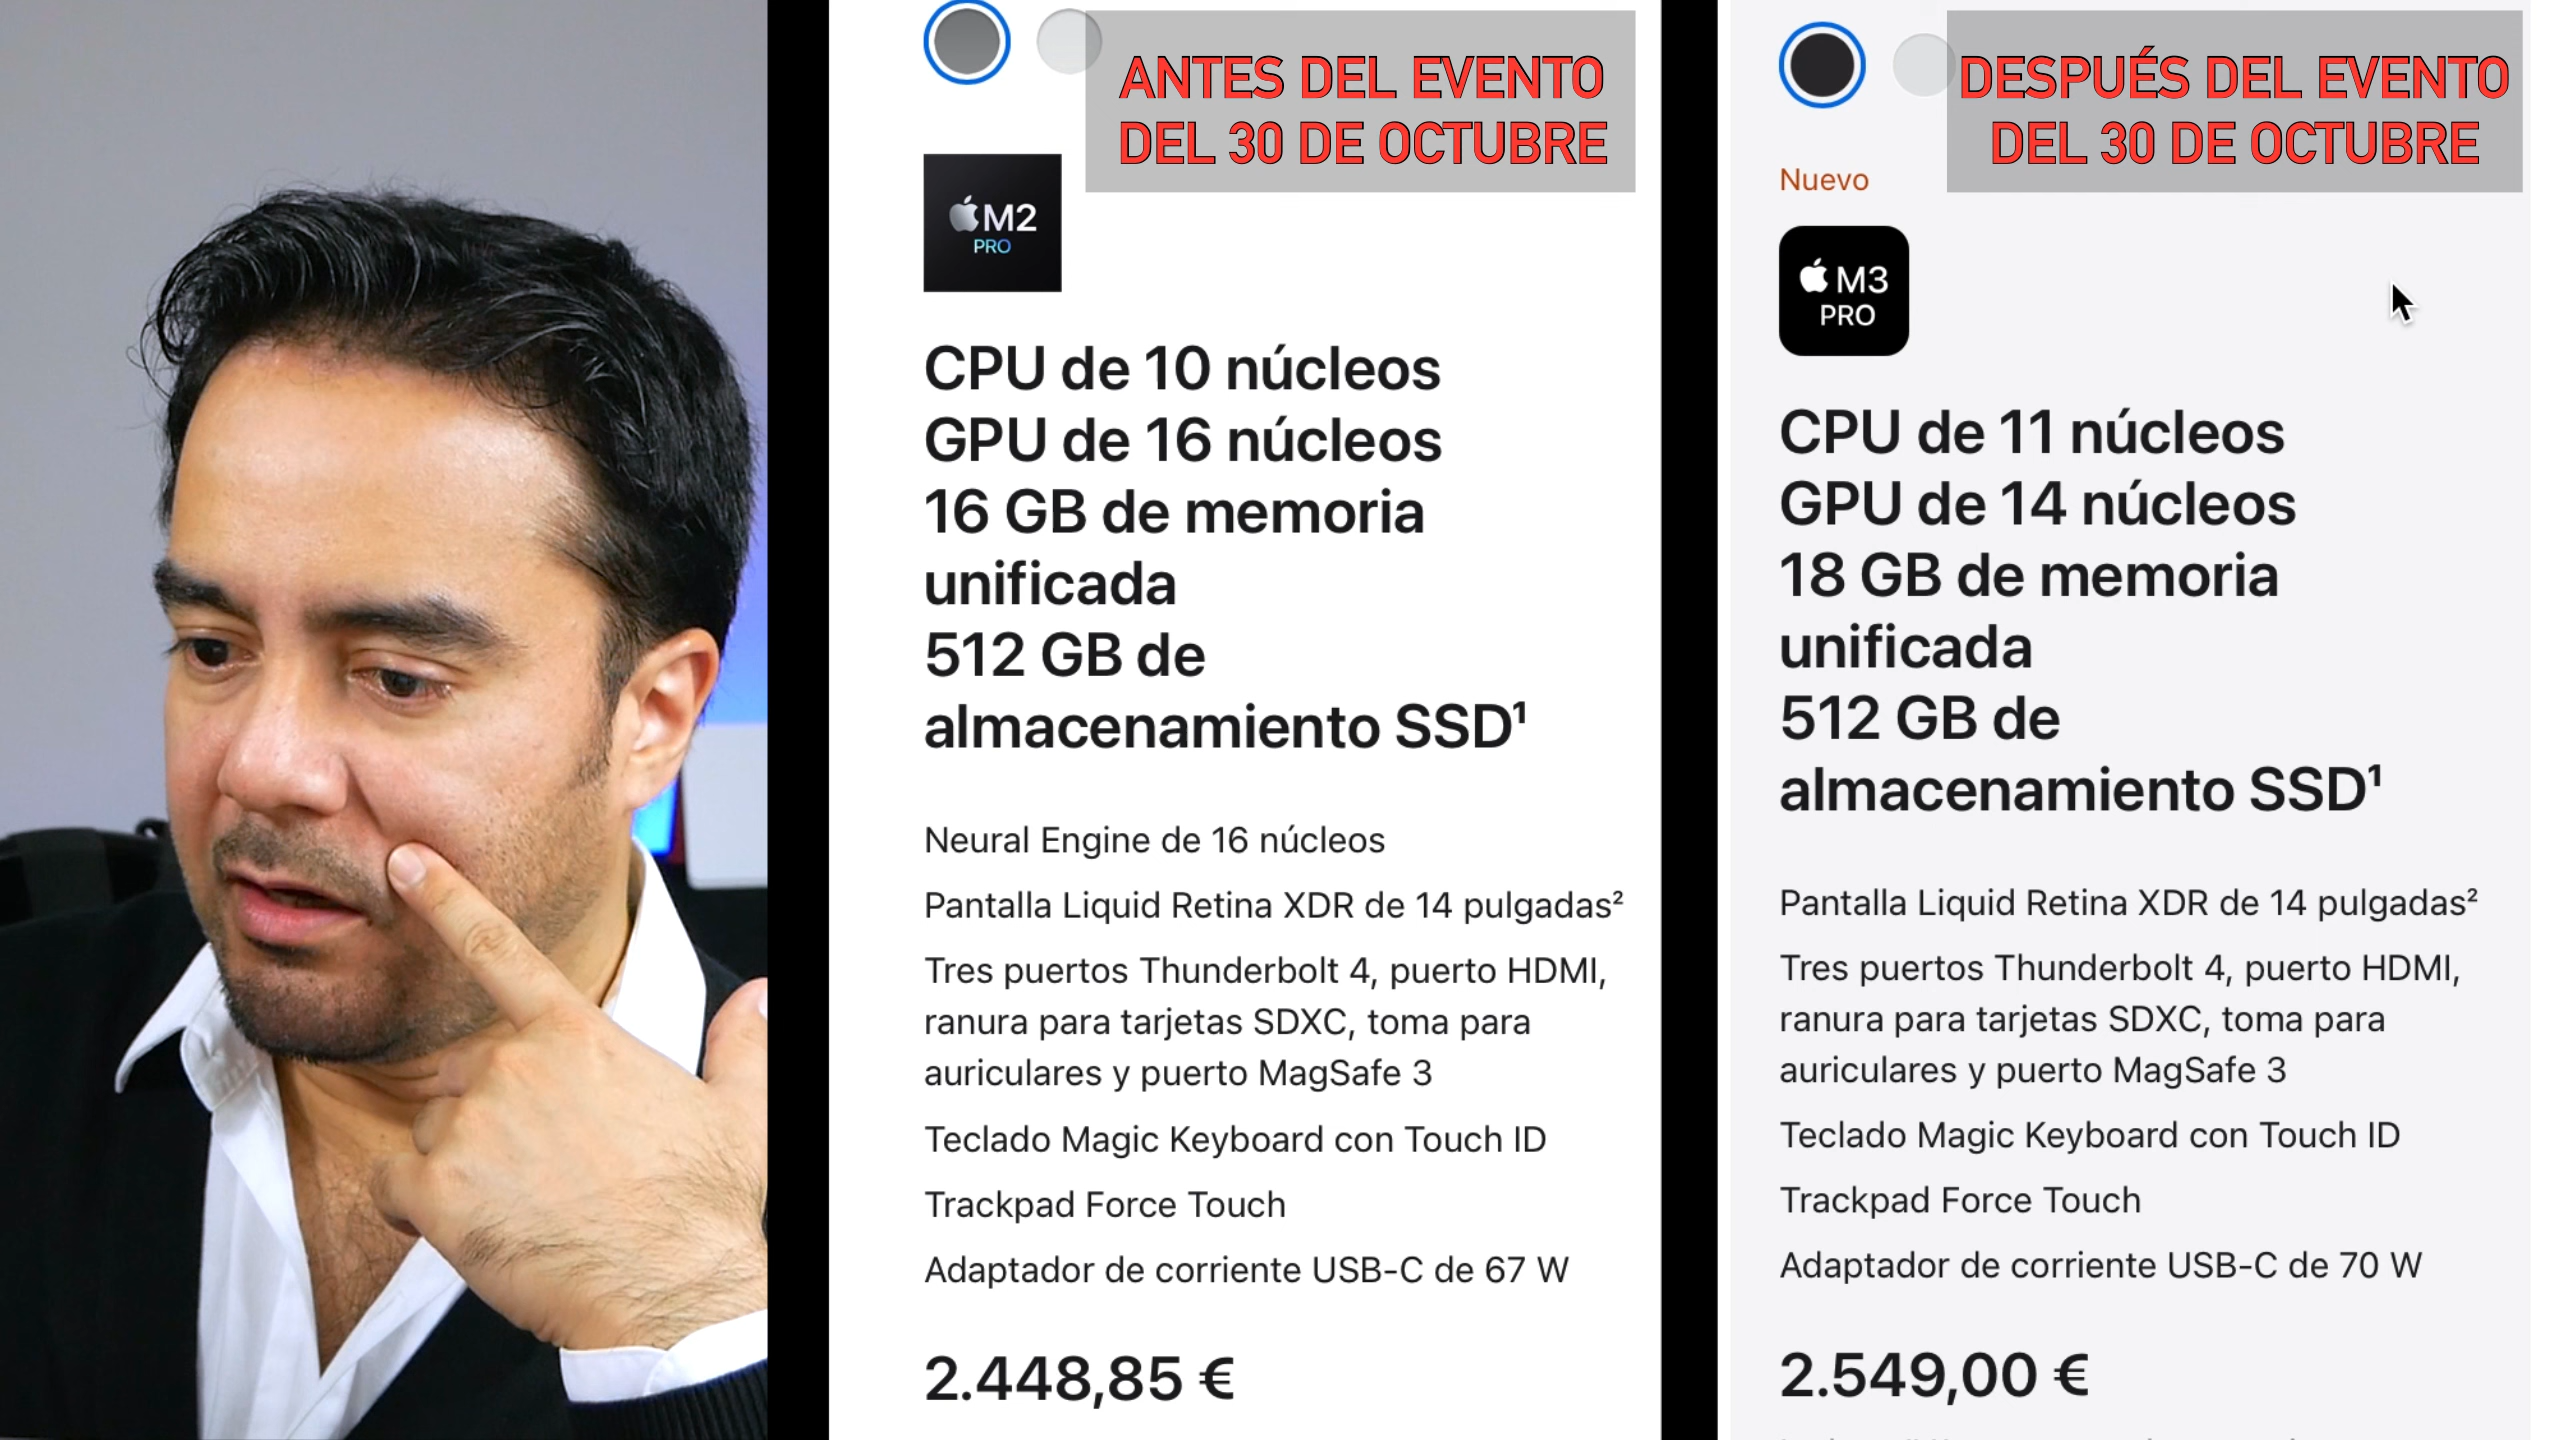 ANTES DEL EVENTO
DEL 30 DE OCTUBRE
M2
PRO
CPU de 10 núcleos
GPU de 16 núcleos
16 GB de memoria
unificada
512 GB de
almacenamiento SSD¹
Neural Engine de 16 núcleos
Pantalla Liquid Retina XDR de 14 pulgadas²
Tres puertos Thunderbolt 4, puerto HDMI,
ranura para tarjetas SDXC, toma para
auriculares y puerto MagSafe 3
Teclado Magic Keyboard con Touch ID
Trackpad Force Touch
Adaptador de corriente USB-C de 67 W
2.448,85 €
DESPUÉS DEL EVENTO
DEL 30 DE OCTUBRE
Nuevo
M3
PRO
CPU de 11 núcleos
GPU de 14 núcleos
18 GB de memoria
unificada
512 GB de
almacenamiento SSD¹
Pantalla Liquid Retina XDR de 14 pulgadas²
Tres puertos Thunderbolt 4, puerto HDMI,
ranura para tarjetas SDXC, toma para
auriculares y puerto MagSafe 3
Teclado Magic Keyboard con Touch ID
Trackpad Force Touch
Adaptador de corriente USB-C de 70 W
2.549,00 €